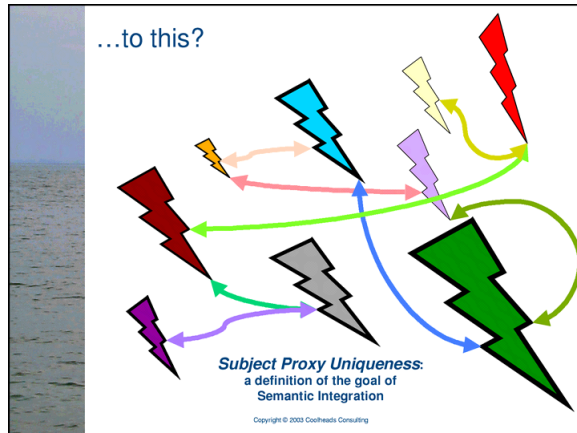 …to this?
Subject Proxy Uniqueness:
a definition of the goal of
Semantic Integration
Copyright © 2003 Coolheads Consulting